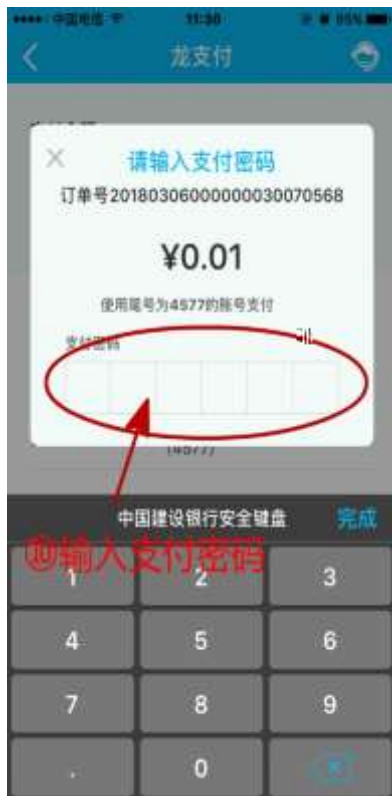 中国电信 11:30 95%
龙支付
请输入支付密码
订单号20180306000000030070568
¥0.01
使用尾号为4577的账号支付
支付密码
(4577)
中国建设银行安全键盘 完成
⑩输入支付密码
1 2 3
4 5 6
7 8 9
. 0